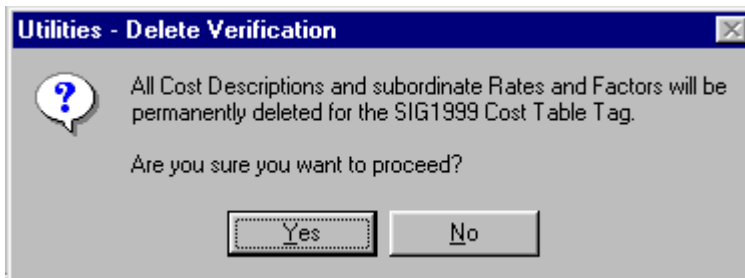 Utilities - Delete Verification
All Cost Descriptions and subordinate Rates and Factors will be
permanently deleted for the SIG1999 Cost Table Tag.
Are you sure you want to proceed?
Yes
No